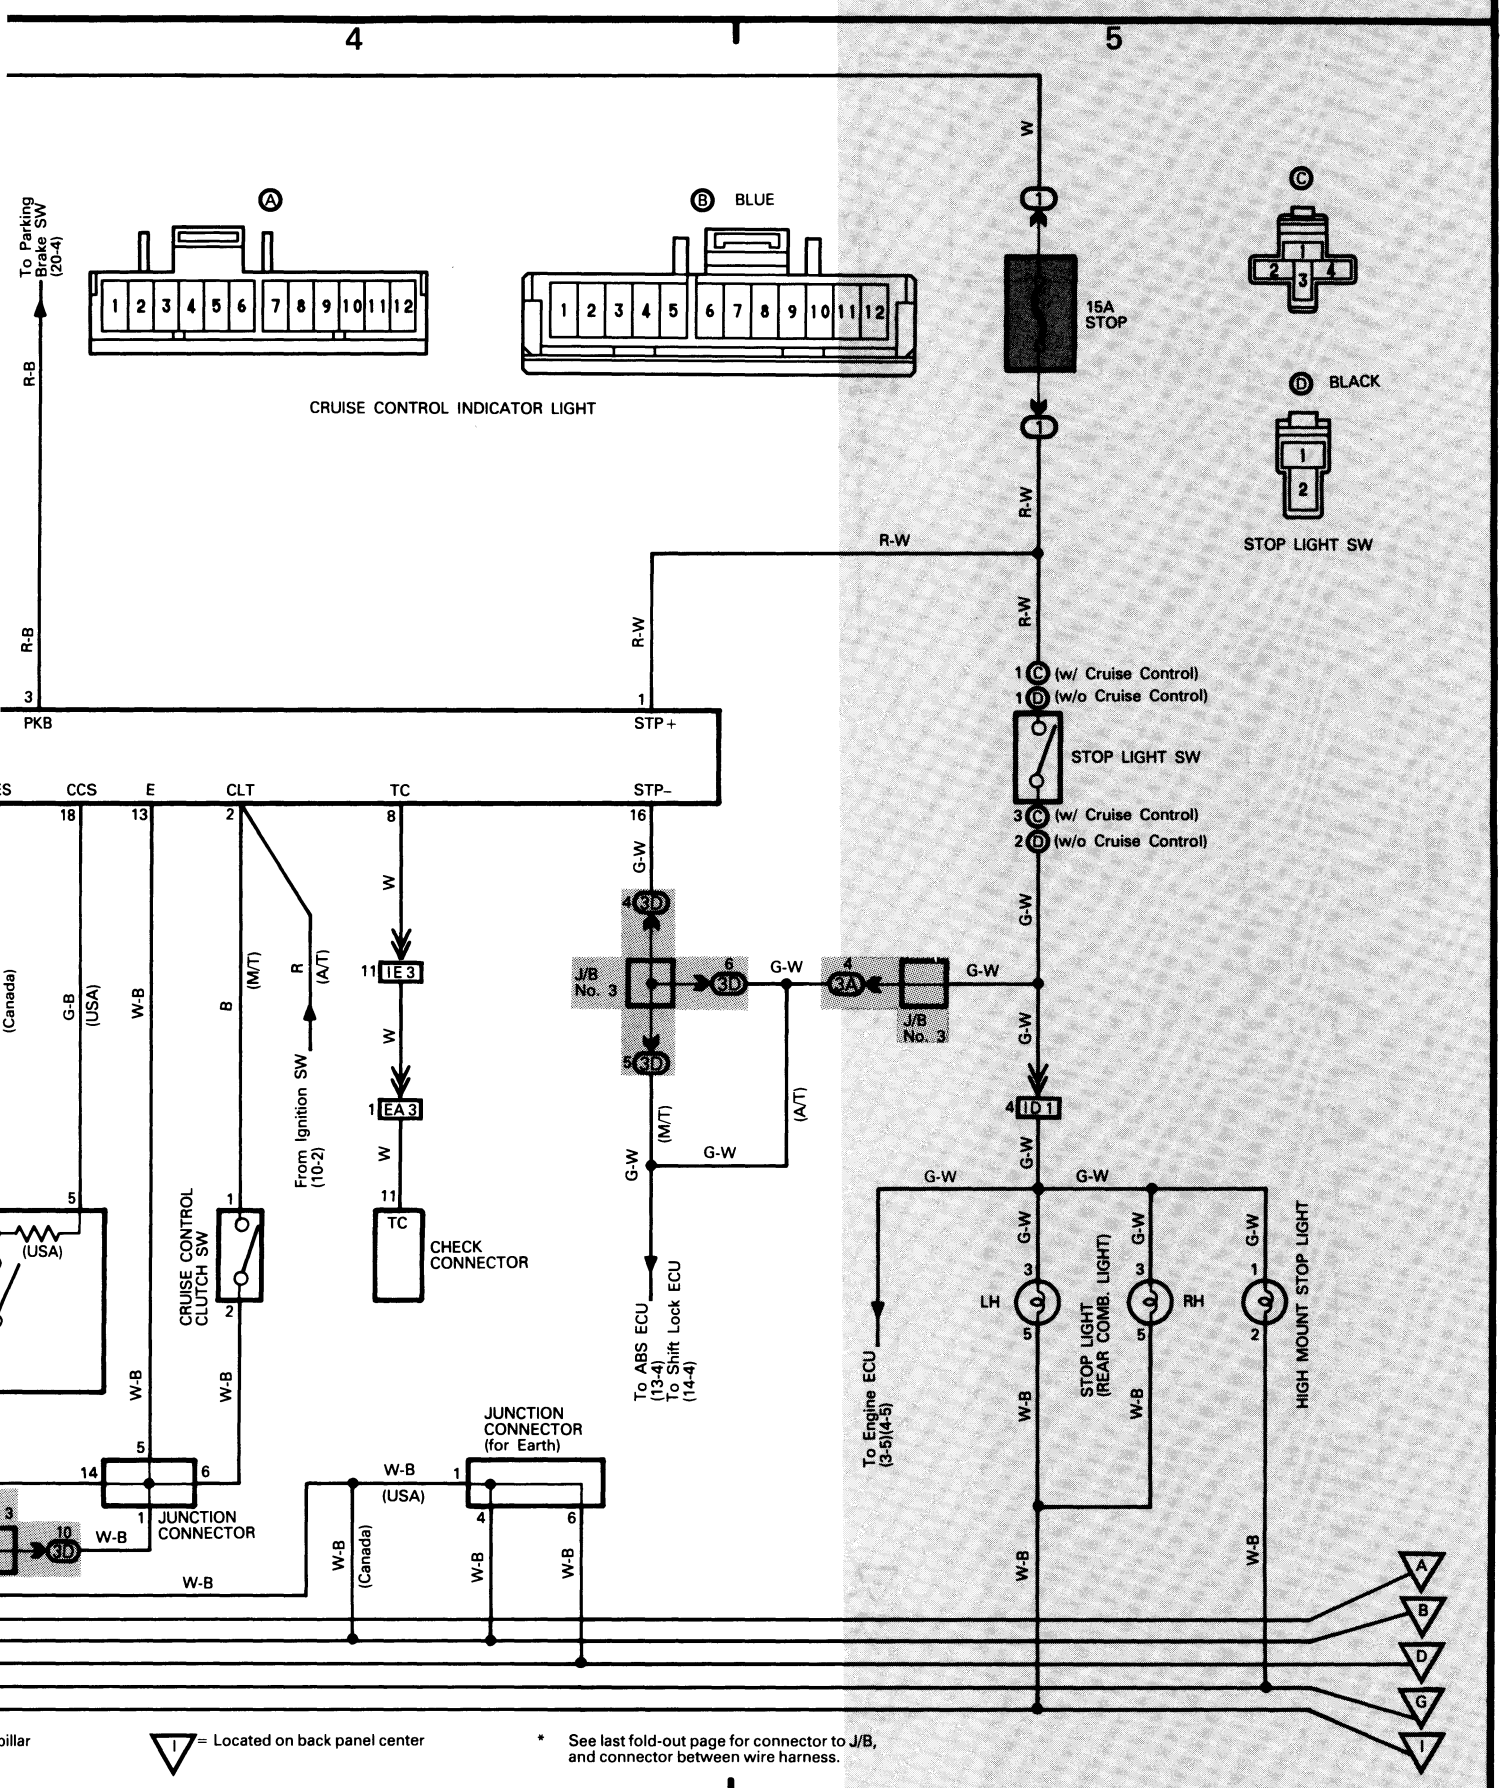 4
5
W
1
C
A
B BLUE
To Parking
Brake SW
(20-4)
1
2 3 4
1 2 3 4 5 6 7 8 9 10 11 12
1 2 3 4 5 6 7 8 9 10 11 12
15A
STOP
R-B
D BLACK
CRUISE CONTROL INDICATOR LIGHT
1
1
2
R-W
R-W
STOP LIGHT SW
R-B
R-W
R-W
1 C (w/ Cruise Control)
1 D (w/o Cruise Control)
3
1
PKB
STP+
STOP LIGHT SW
ES CCS E CLT TC STP-
18 13 2 8 16
3 C (w/ Cruise Control)
2 D (w/o Cruise Control)
G-W
W
4 3D
G-W
(Canada)
G-B
(USA)
W-B
B
(M/T)
R
(A/T)
11 IE3
J/B
No. 3
6
3D
G-W
4
3A
G-W
J/B
No. 3
W
G-W
From Ignition SW
(10-2)
5 3D
1 EA3
4 ID1
(M/T)
(A/T)
W
G-W
G-W
G-W
G-W
G-W
5
1
11
TC
(USA)
CRUISE CONTROL
CLUTCH SW
CHECK
CONNECTOR
2
G-W
G-W
G-W
3
3
1
LH
RH
5
5
2
STOP LIGHT
(REAR COMB. LIGHT)
HIGH MOUNT STOP LIGHT
To ABS ECU
(13-4)
To Shift Lock ECU
(14-4)
To Engine ECU
(3-5)(4-5)
W-B
W-B
W-B
W-B
JUNCTION
CONNECTOR
(for Earth)
5
14
6
W-B
(USA)
1
3
1
JUNCTION
CONNECTOR
4
6
10
3D
W-B
W-B
(Canada)
W-B
W-B
W-B
W-B
W-B
A
B
D
G
I
pillar
I = Located on back panel center
* See last fold-out page for connector to J/B,
and connector between wire harness.